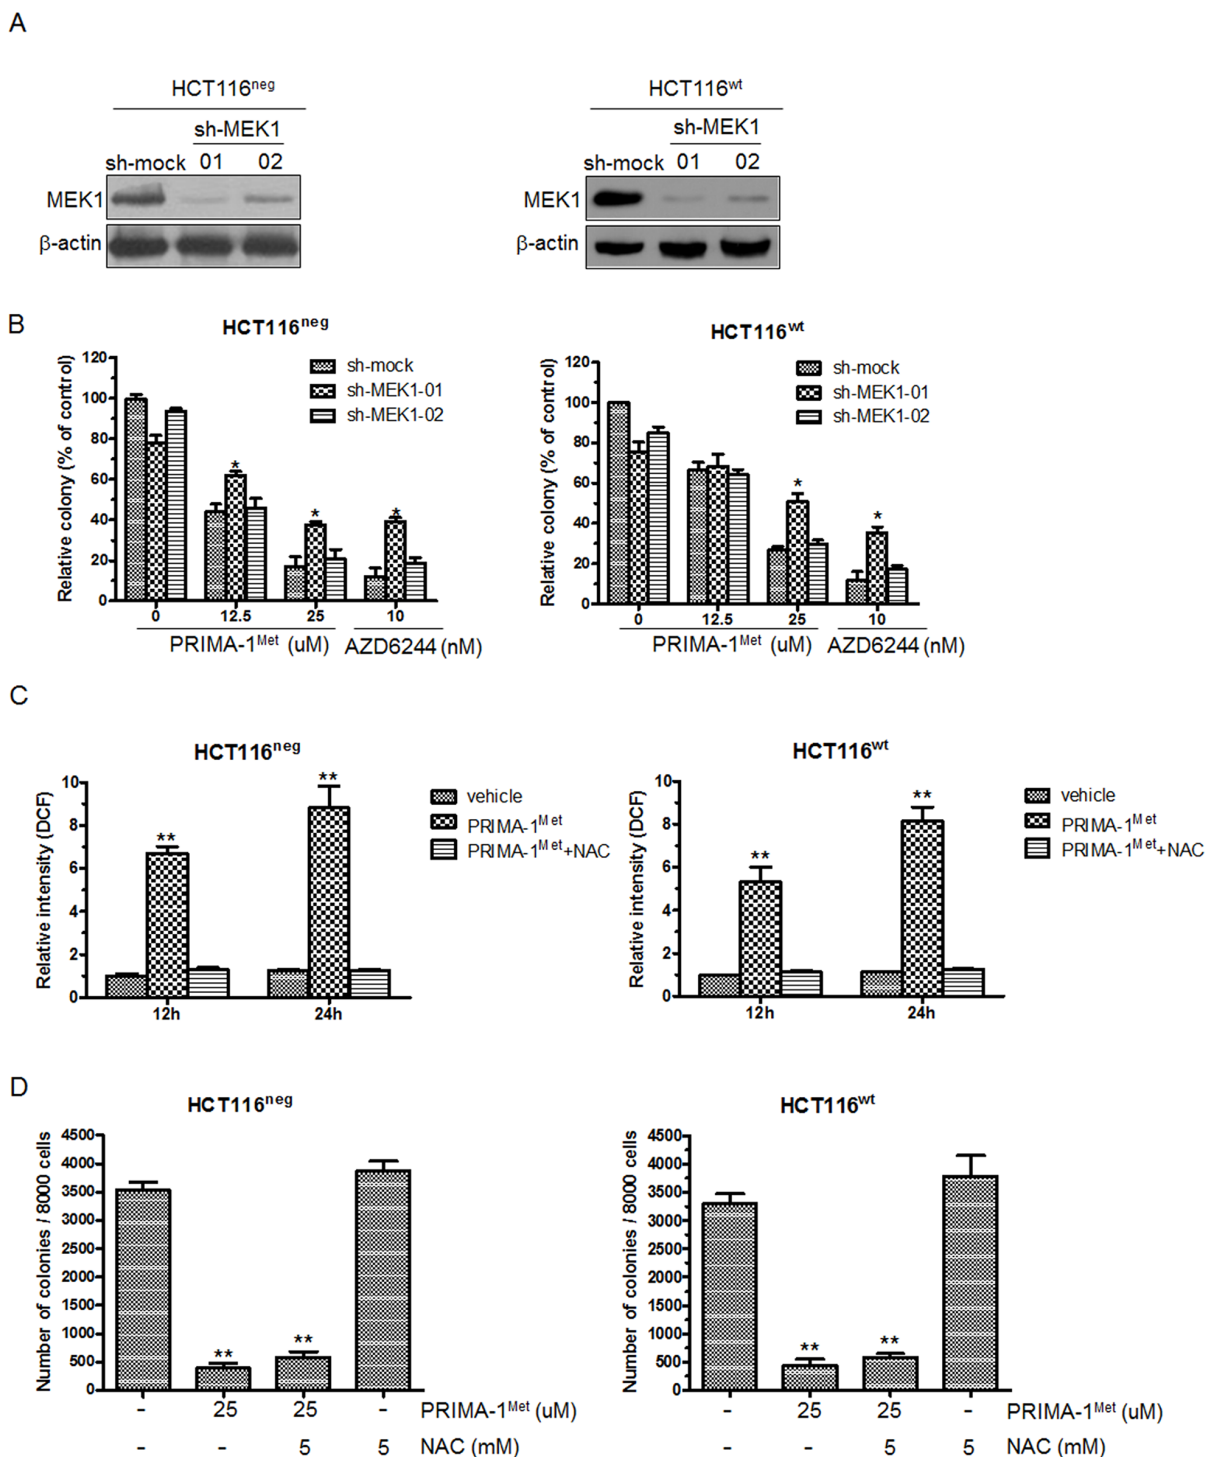 A
HCT116neg
sh-MEK1
sh-mock 01 02
MEK1
β-actin
HCT116wt
sh-MEK1
sh-mock 01 02
MEK1
β-actin
B
HCT116neg
Relative colony (% of control)
120
100
80
60
40
20
0
sh-mock
sh-MEK1-01
sh-MEK1-02
* * *
0 12.5 25 10
PRIMA-1Met (uM) AZD6244 (nM)
HCT116wt
Relative colony (% of control)
120
100
80
60
40
20
0
sh-mock
sh-MEK1-01
sh-MEK1-02
* *
0 12.5 25 10
PRIMA-1Met (uM) AZD6244 (nM)
C
HCT116neg
Relative intensity (DCF)
10
8
6
4
2
0
** **
vehicle
PRIMA-1Met
PRIMA-1Met+NAC
12h 24h
HCT116wt
Relative intensity (DCF)
10
8
6
4
2
0
** **
vehicle
PRIMA-1Met
PRIMA-1Met+NAC
12h 24h
D
HCT116neg
Number of colonies / 8000 cells
4500
4000
3500
3000
2500
2000
1500
1000
500
0
** **
- 25 25 - PRIMA-1Met (uM)
- - 5 5 NAC (mM)
HCT116wt
Number of colonies / 8000 cells
4500
4000
3500
3000
2500
2000
1500
1000
500
0
** **
- 25 25 - PRIMA-1Met (uM)
- - 5 5 NAC (mM)